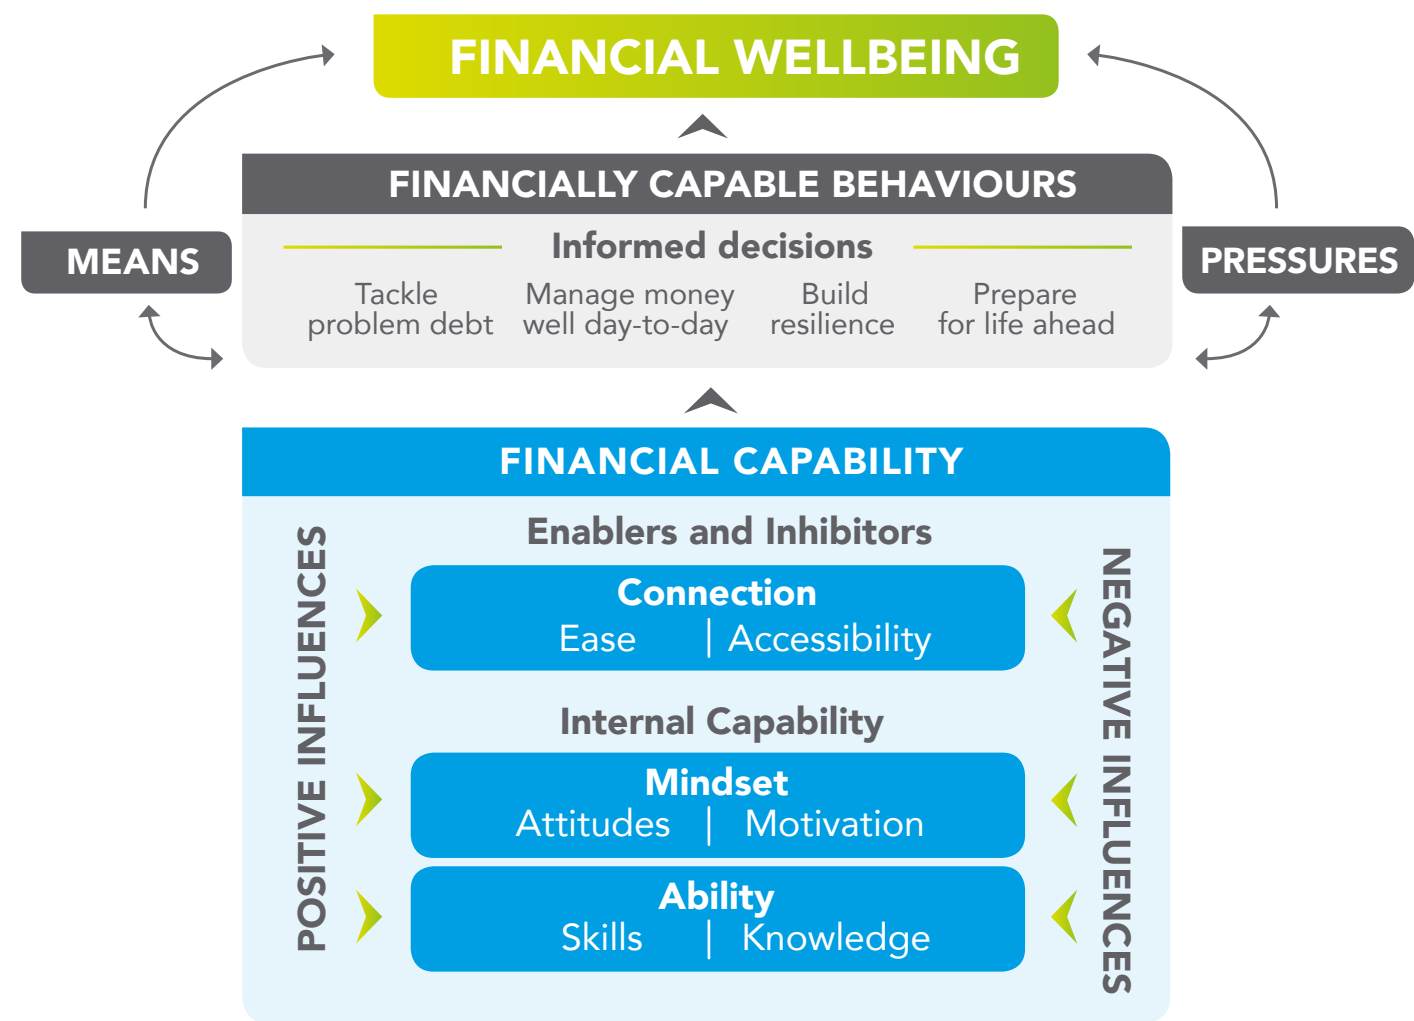 FINANCIAL WELLBEING
FINANCIALLY CAPABLE BEHAVIOURS
MEANS
Informed decisions
PRESSURES
Tackle
problem debt
Manage money
well day-to-day
Build
resilience
Prepare
for life ahead
FINANCIAL CAPABILITY
POSITIVE INFLUENCES
Enablers and Inhibitors
Connection
Ease | Accessibility
Internal Capability
Mindset
Attitudes | Motivation
Ability
Skills | Knowledge
NEGATIVE INFLUENCES